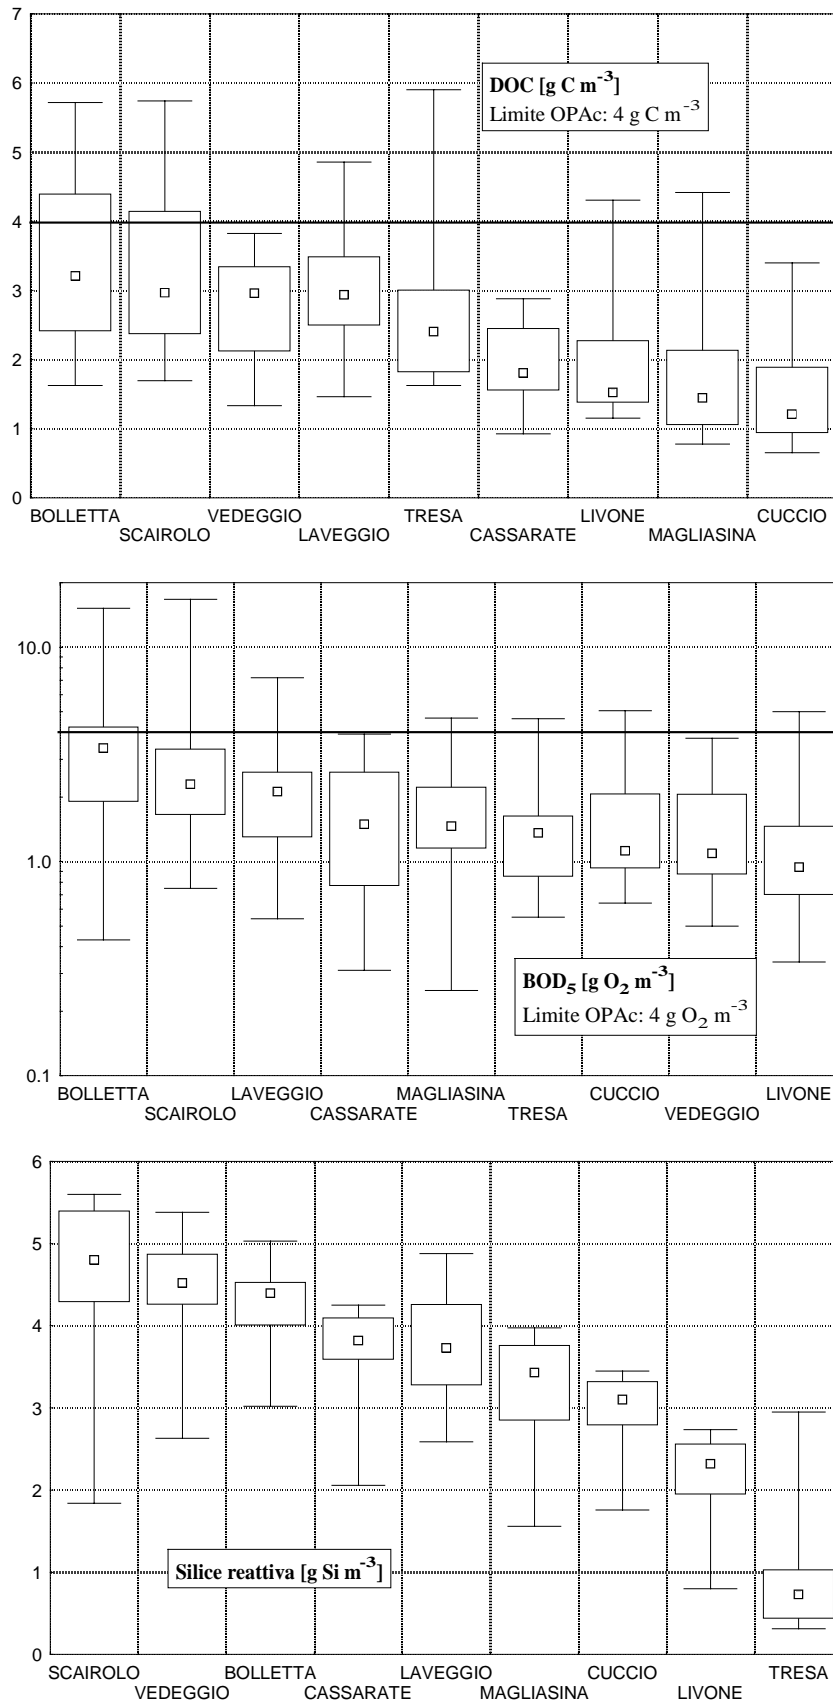 7
6
5
4
3
2
1
0
DOC [g C m⁻³]
Limite OPAc: 4 g C m⁻³
BOLLETTA VEDEGGIO TRESA LIVONE CUCCIO
SCAIROLO LAVEGGIO CASSARATE MAGLIASINA
10.0
1.0
0.1
BOD₅ [g O₂ m⁻³]
Limite OPAc: 4 g O₂ m⁻³
BOLLETTA LAVEGGIO MAGLIASINA CUCCIO LIVONE
SCAIROLO CASSARATE TRESA VEDEGGIO
6
5
4
3
2
1
0
Silice reattiva [g Si m⁻³]
SCAIROLO BOLLETTA LAVEGGIO CUCCIO TRESA
VEDEGGIO CASSARATE MAGLIASINA LIVONE